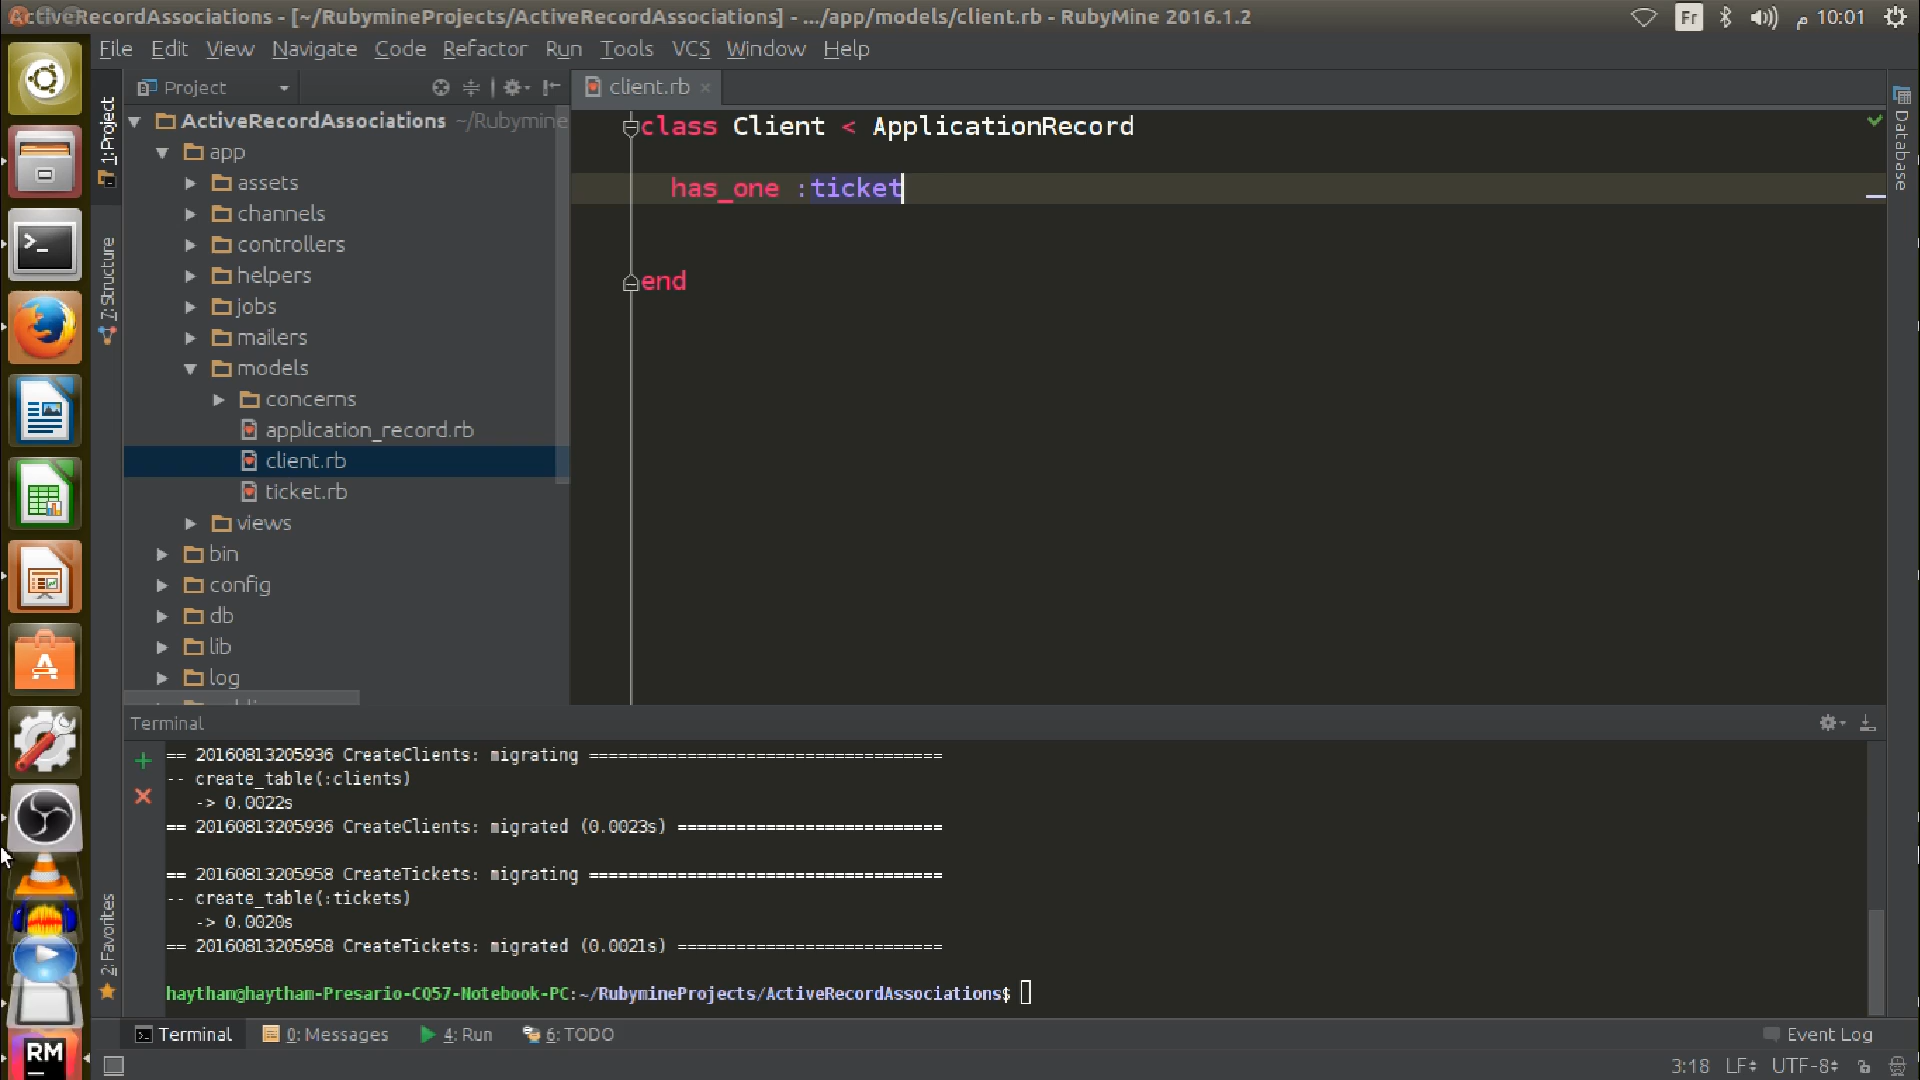 ActiveRecordAssociations - [~/RubymineProjects/ActiveRecordAssociations] - .../app/models/client.rb - RubyMine 2016.1.2
Fr
م 10:01
File Edit View Navigate Code Refactor Run Tools VCS Window Help
Project
client.rb
1: Project
7: Structure
2: Favorites
Database
ActiveRecordAssociations ~/Rubymine
app
assets
channels
controllers
helpers
jobs
mailers
models
concerns
application_record.rb
client.rb
ticket.rb
views
bin
config
db
lib
log
class Client < ApplicationRecord
has_one :ticket
end
Terminal
== 20160813205936 CreateClients: migrating ====================================
-- create_table(:clients)
-> 0.0022s
== 20160813205936 CreateClients: migrated (0.0023s) ===========================
== 20160813205958 CreateTickets: migrating ====================================
-- create_table(:tickets)
-> 0.0020s
== 20160813205958 CreateTickets: migrated (0.0021s) ===========================
haytham@haytham-Presario-CQ57-Notebook-PC:~/RubymineProjects/ActiveRecordAssociations$
Terminal 0: Messages 4: Run 6: TODO Event Log
RM
3:18 LF UTF-8